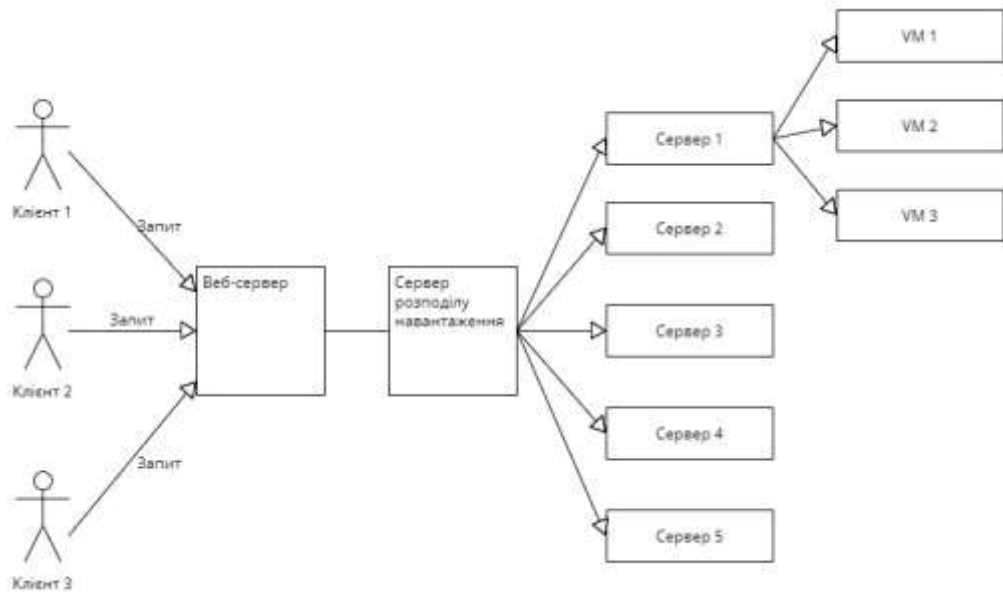 Клієнт 1
Запит
Клієнт 2
Запит
Клієнт 3
Запит
Веб-сервер
Сервер
розподілу
навантаження
Сервер 1
Сервер 2
Сервер 3
Сервер 4
Сервер 5
VM 1
VM 2
VM 3